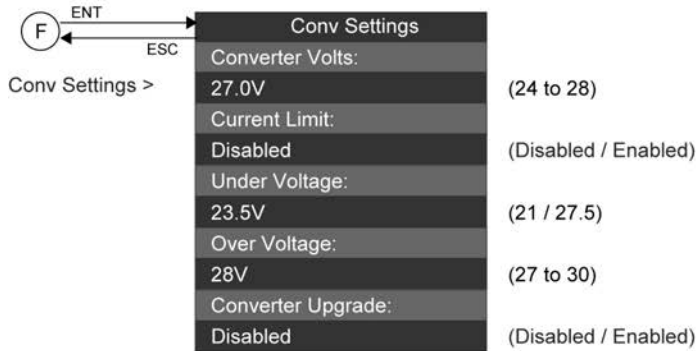 ENT
F
ESC
Conv Settings >
Conv Settings
Converter Volts:
27.0V (24 to 28)
Current Limit:
Disabled (Disabled / Enabled)
Under Voltage:
23.5V (21 / 27.5)
Over Voltage:
28V (27 to 30)
Converter Upgrade:
Disabled (Disabled / Enabled)